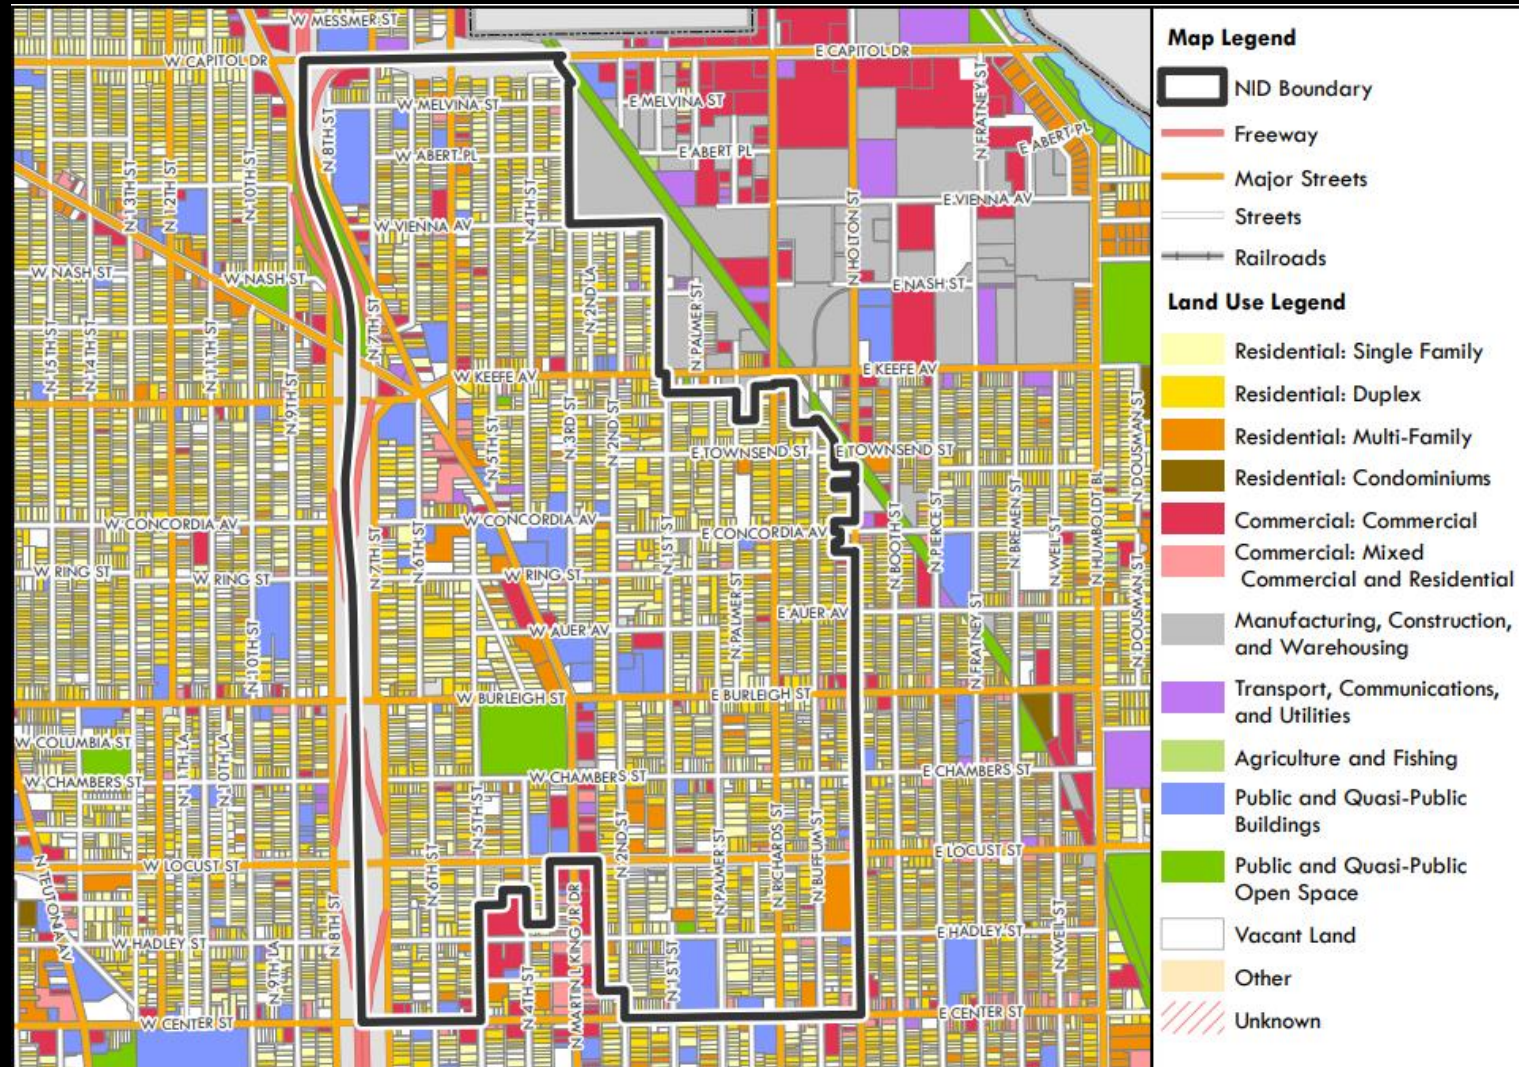 W MESSMER ST
W CAPITOL DR
E CAPITOL DR
W MELVINA ST
E MELVINA ST
N FRATNEY ST
E ABERT PL
N 8TH ST
W ABERT PL
E ABERT PL
N 13TH ST
N 12TH ST
N 10TH ST
N 4TH ST
W VIENNA AV
E VIENNA AV
N HOLTON ST
W NASH ST
W NASH ST
N 2ND LA
E NASH ST
N PALMER ST
N 15TH ST
N 14TH ST
N 11TH ST
N 7TH ST
W KEEFE AV
E KEEFE AV
N 9TH ST
N 5TH ST
N 3RD ST
N 2ND ST
N DOUSMAN ST
E TOWNSEND ST
E TOWNSEND ST
W CONCORDIA AV
W CONCORDIA AV
E CONCORDIA AV
N 7TH ST
N 6TH ST
N 1ST ST
N BOOTH ST
N PIERCE ST
N BREMEN ST
N WEIL ST
N HUMBOLDT BL
W RING ST
W RING ST
W RING ST
N PALMER ST
E AUER AV
N DOUSMAN ST
W AUER AV
N 10TH ST
N FRATNEY ST
W BURLEIGH ST
E BURLEIGH ST
W COLUMBIA ST
N 11TH LA
N 10TH LA
W CHAMBERS ST
W CHAMBERS ST
E CHAMBERS ST
N 5TH ST
N 2ND ST
N PALMER ST
N RICHARDS ST
N BUFFUM ST
W LOCUST ST
E LOCUST ST
N TEUTONIA AV
N 6TH ST
N 8TH ST
N MARTIN L KING JR DR
W HADLEY ST
E HADLEY ST
N WEIL ST
N 9TH LA
N 4TH ST
N 1ST ST
W CENTER ST
E CENTER ST
Map Legend
NID Boundary
Freeway
Major Streets
Streets
Railroads
Land Use Legend
Residential: Single Family
Residential: Duplex
Residential: Multi-Family
Residential: Condominiums
Commercial: Commercial
Commercial: Mixed
Commercial and Residential
Manufacturing, Construction,
and Warehousing
Transport, Communications,
and Utilities
Agriculture and Fishing
Public and Quasi-Public
Buildings
Public and Quasi-Public
Open Space
Vacant Land
Other
Unknown